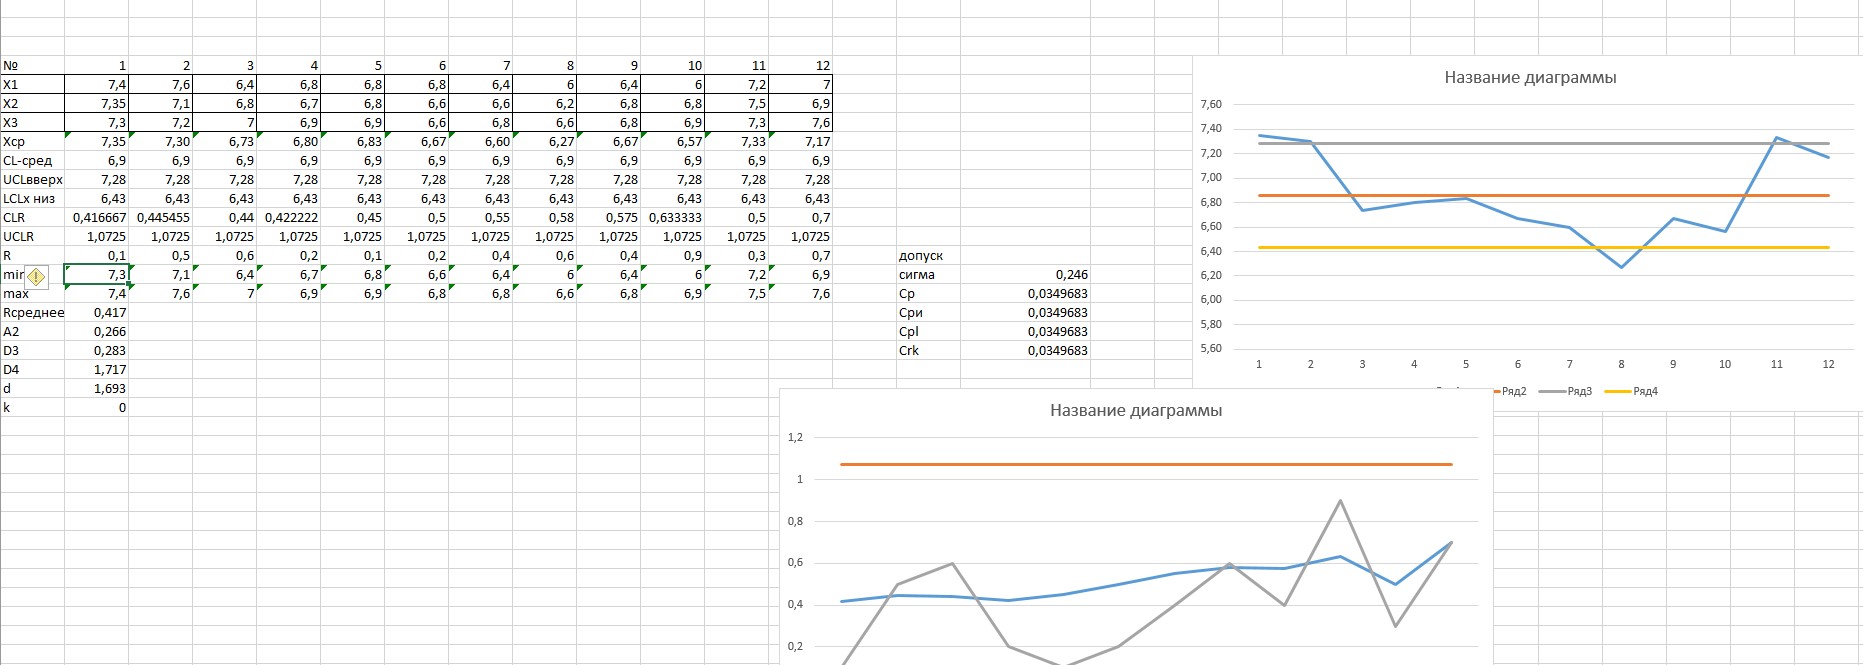 № 1 2 3 4 5 6 7 8 9 10 11 12
X1 7,4 7,6 6,4 6,8 6,8 6,8 6,4 6 6,4 6 7,2 7
X2 7,35 7,1 6,8 6,7 6,8 6,6 6,6 6,2 6,8 6,8 7,5 6,9
X3 7,3 7,2 7 6,9 6,9 6,6 6,8 6,6 6,8 6,9 7,3 7,6
Xср 7,35 7,30 6,73 6,80 6,83 6,67 6,60 6,27 6,67 6,57 7,33 7,17
CL-сред 6,9 6,9 6,9 6,9 6,9 6,9 6,9 6,9 6,9 6,9 6,9 6,9
UCLвверх 7,28 7,28 7,28 7,28 7,28 7,28 7,28 7,28 7,28 7,28 7,28 7,28
LCLx низ 6,43 6,43 6,43 6,43 6,43 6,43 6,43 6,43 6,43 6,43 6,43 6,43
CLR 0,416667 0,445455 0,44 0,422222 0,45 0,5 0,55 0,58 0,575 0,633333 0,5 0,7
UCLR 1,0725 1,0725 1,0725 1,0725 1,0725 1,0725 1,0725 1,0725 1,0725 1,0725 1,0725 1,0725
R 0,1 0,5 0,6 0,2 0,1 0,2 0,4 0,6 0,4 0,9 0,3 0,7
7,3 7,1 6,4 6,7 6,8 6,6 6,4 6 6,4 6 7,2 6,9
max 7,4 7,6 7 6,9 6,9 6,8 6,8 6,6 6,8 6,9 7,5 7,6
Rсреднее 0,417
A2 0,266
D3 0,283
D4 1,717
d 1,693
k 0
допуск
сигма 0,246
Cp 0,0349683
Cpи 0,0349683
Cpl 0,0349683
Crk 0,0349683
Название диаграммы
7,60
7,40
7,20
7,00
6,80
6,60
6,40
6,20
6,00
5,80
5,60
1 2 3 4 5 6 7 8 9 10 11 12
Ряд2 Ряд3 Ряд4
Название диаграммы
1,2
1
0,8
0,6
0,4
0,2